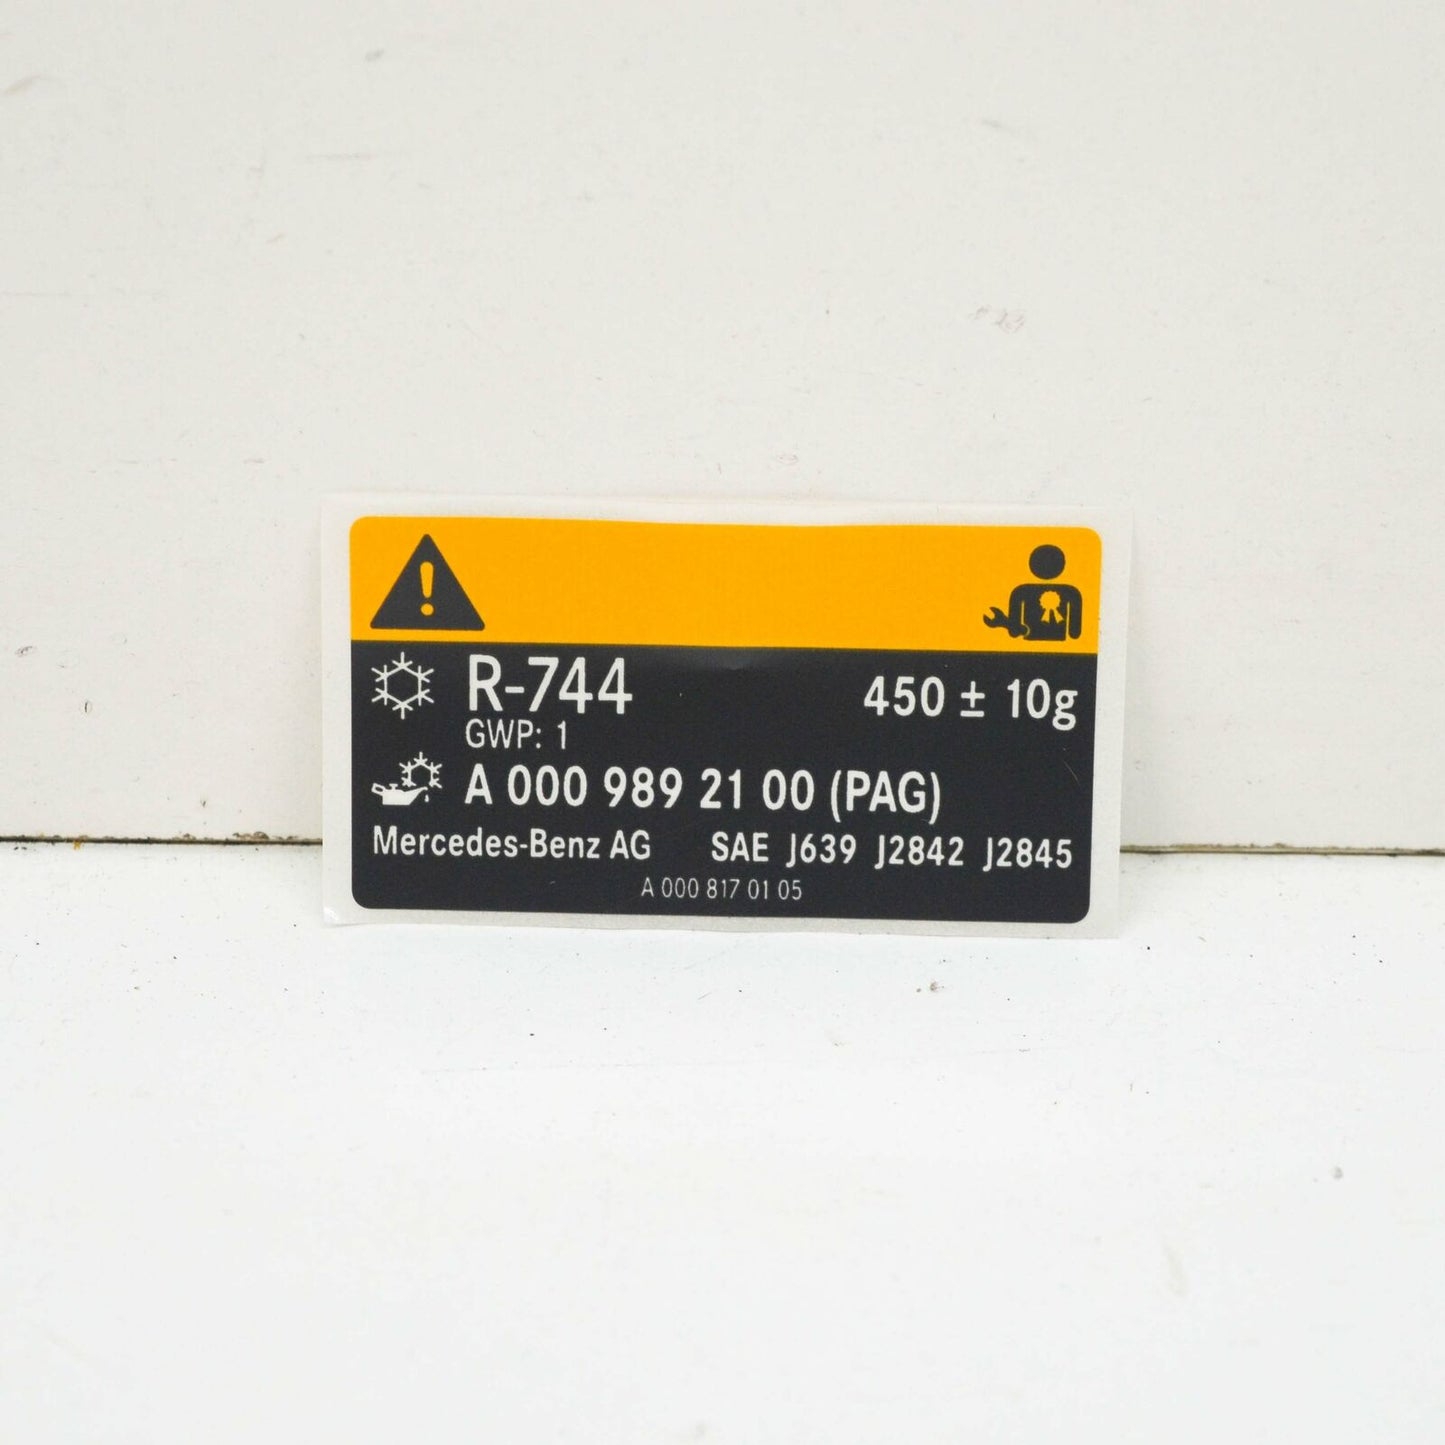 R-744 450 ± 10g
GWP: 1
A 000 989 21 00 (PAG)
Mercedes-Benz AG SAE J639 J2842 J2845
A 000 817 01 05